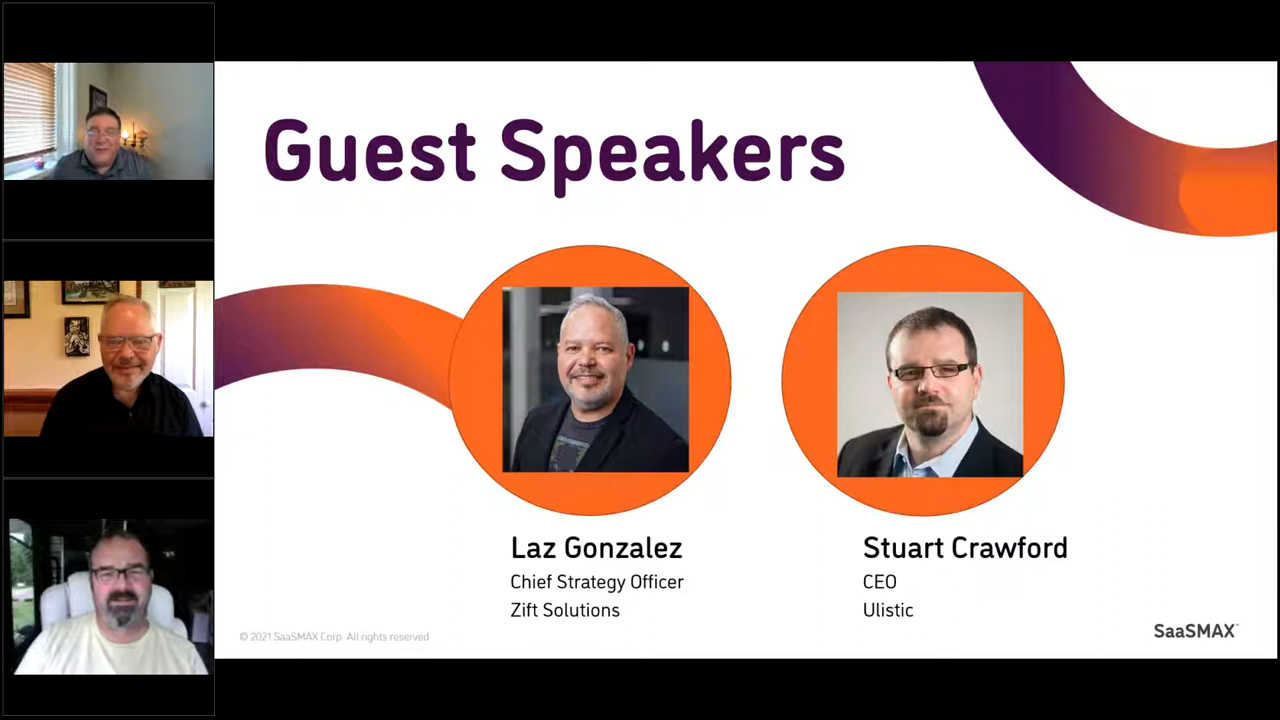 Guest Speakers
Laz Gonzalez
Chief Strategy Officer
Zift Solutions
Stuart Crawford
CEO
Ulistic
© 2021 SaaSMAX Corp. All rights reserved
SaaSMAX™